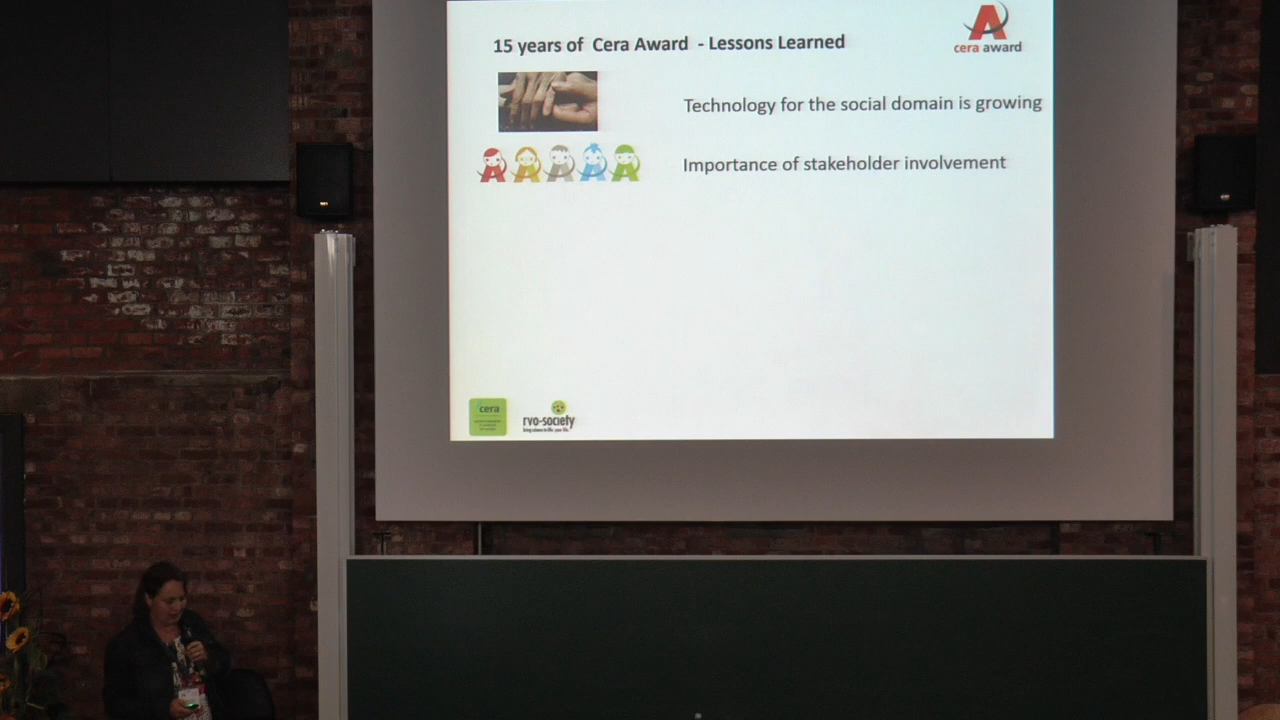 15 years of Cera Award - Lessons Learned
cera award
Technology for the social domain is growing
Importance of stakeholder involvement
cera
rvo-society